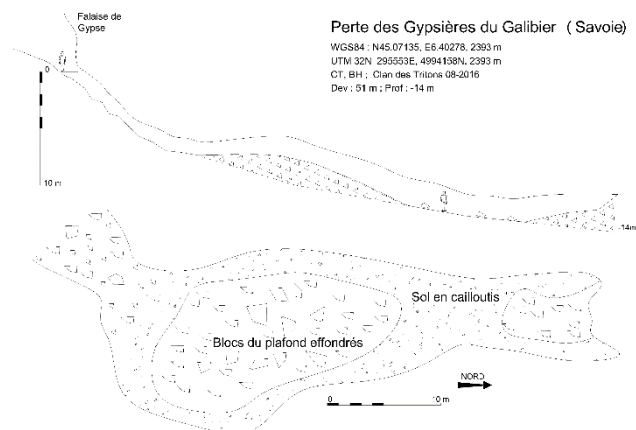 Falaise de
Gypse
Perte des Gypsières du Galibier ( Savoie)
WGS84 : N45.07135, E6.40278, 2393 m
UTM 32N 295553E, 4994158N, 2393 m
CT, BH ; Clan des Tritons 08-2016
Dev : 51 m ; Prof : -14 m
0
10 m
-14m
Sol en cailloutis
Blocs du plafond effondrés
NORD
0
10 m